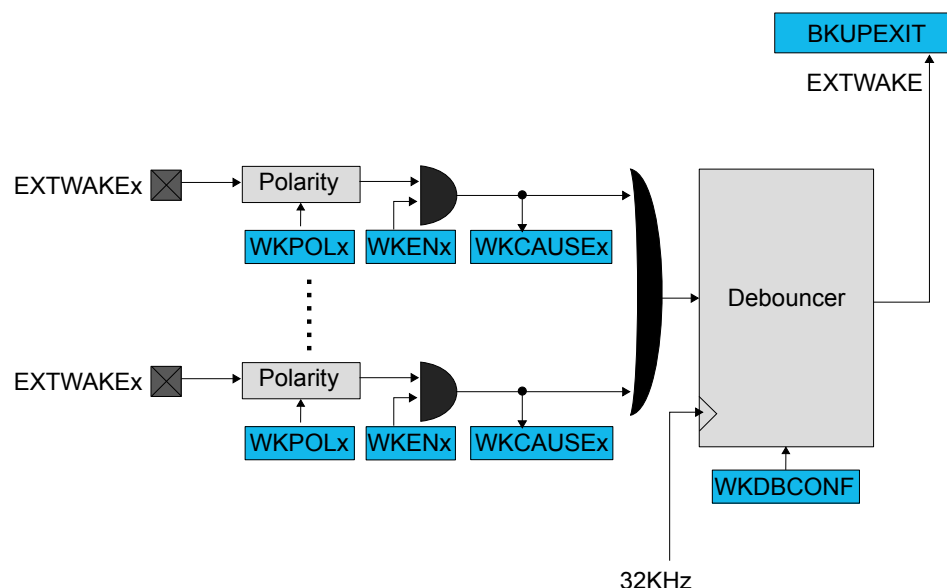 BKUPEXIT
EXTWAKE
EXTWAKEx
Polarity
WKPOLx
WKENx
WKCAUSEx
Debouncer
EXTWAKEx
Polarity
WKPOLx
WKENx
WKCAUSEx
WKDBCONF
32KHz